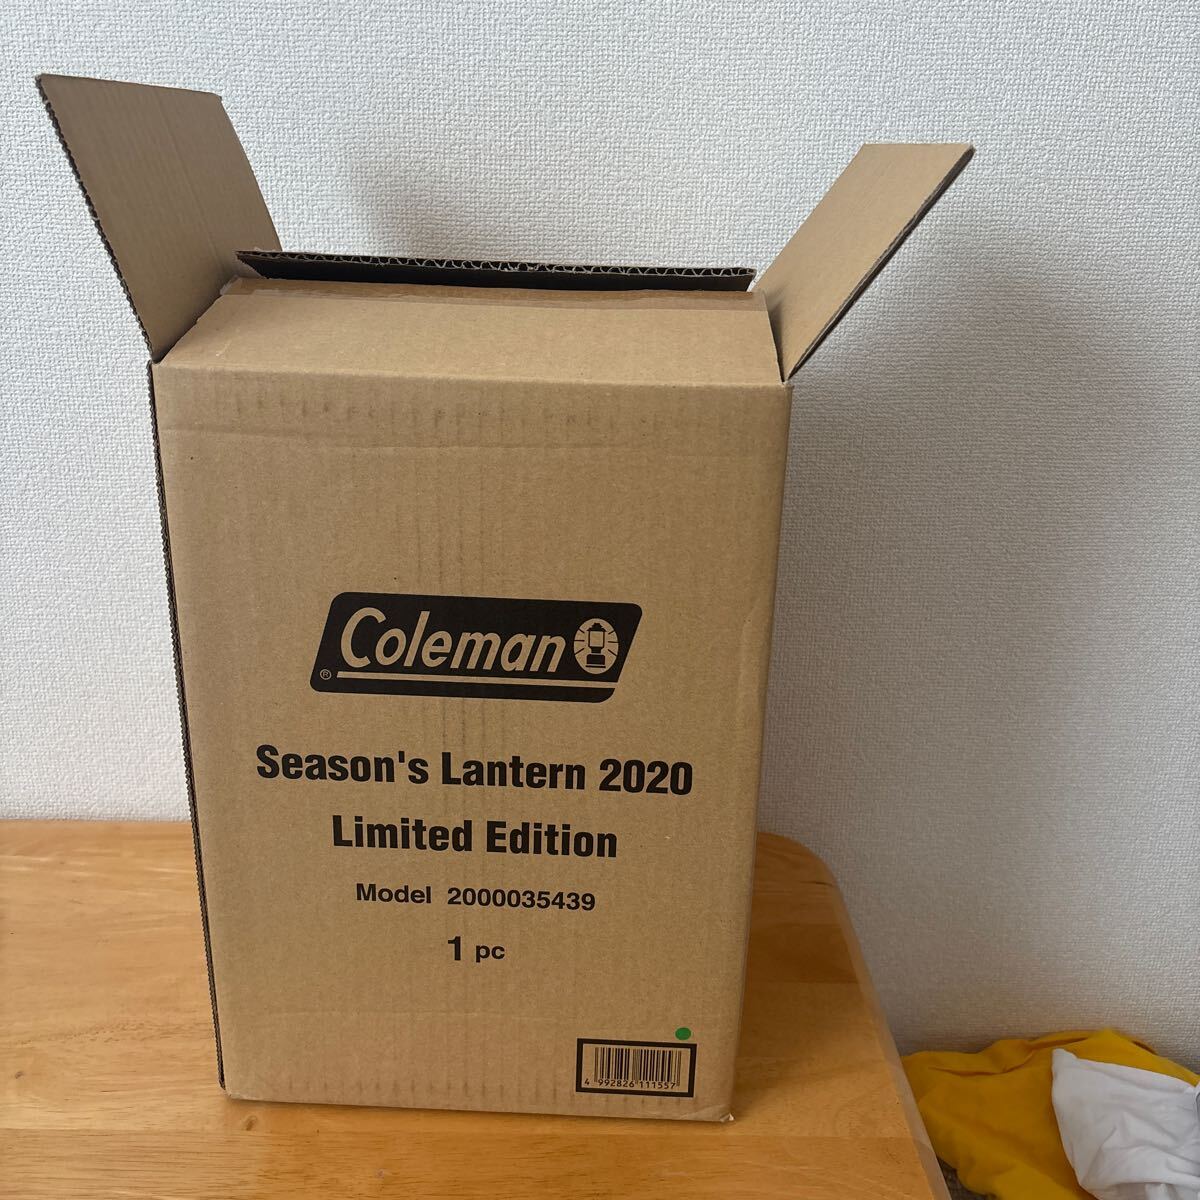 Coleman
®
Season's Lantern 2020
Limited Edition
Model 2000035439
1 pc
4 992826 111557